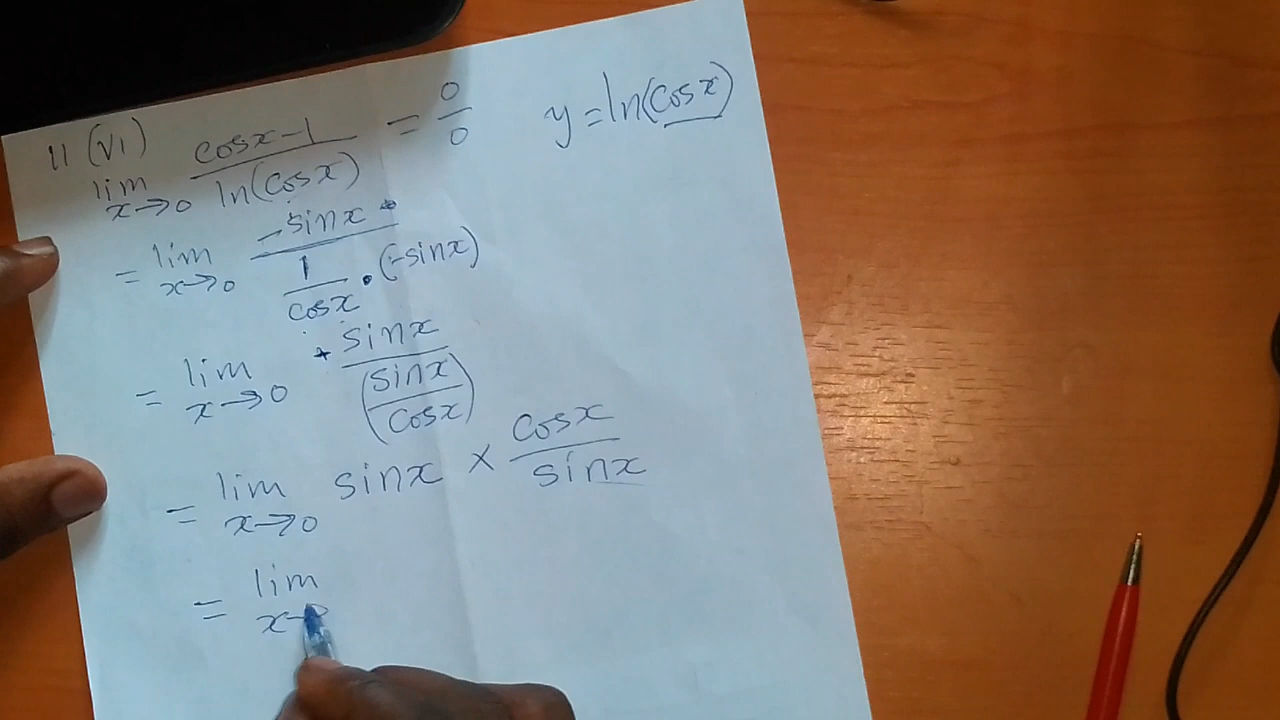 11 (VI) lim x→0 (cosx-1)/(ln(cosx)) = 0/0
y = ln(cosx)
= lim x→0 (-sinx)/(1/cosx · (-sinx))
= lim x→0 + sinx/(sinx/cosx)
= lim x→0 sinx × cosx/sinx
= lim x→0